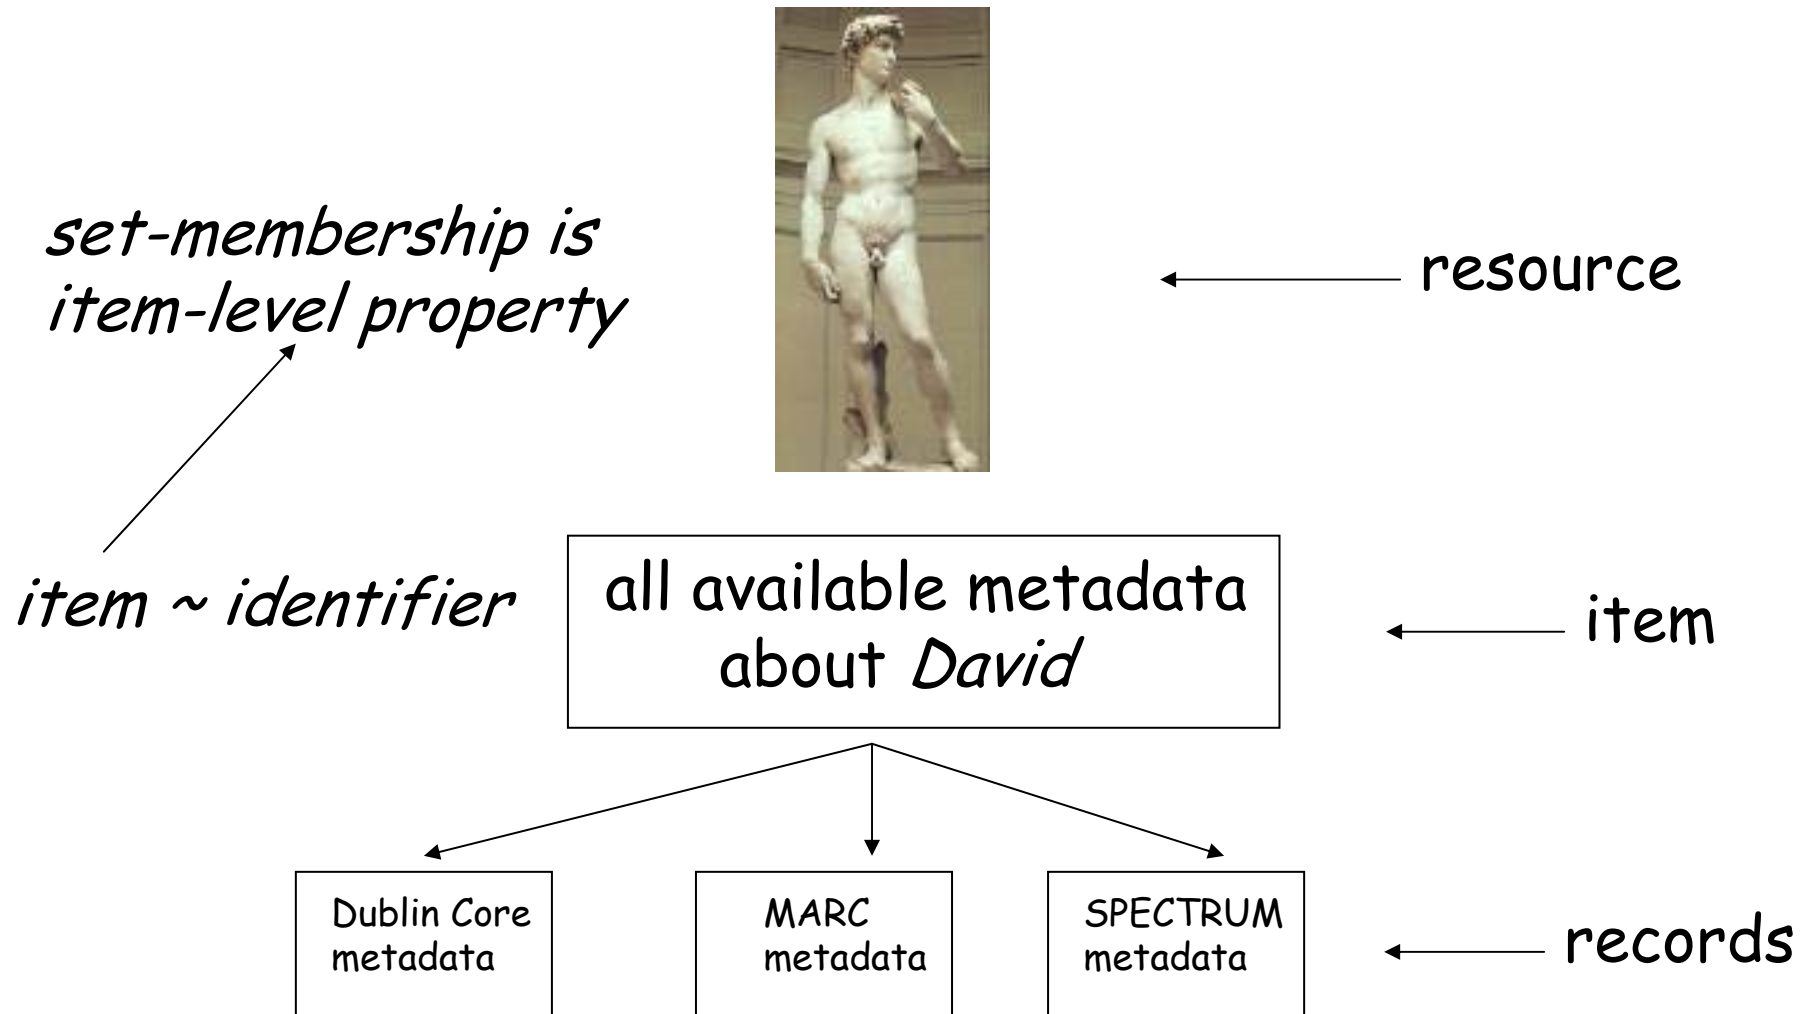 set-membership is
item-level property
resource
item ~ identifier
all available metadata
about David
item
Dublin Core
metadata
MARC
metadata
SPECTRUM
metadata
records